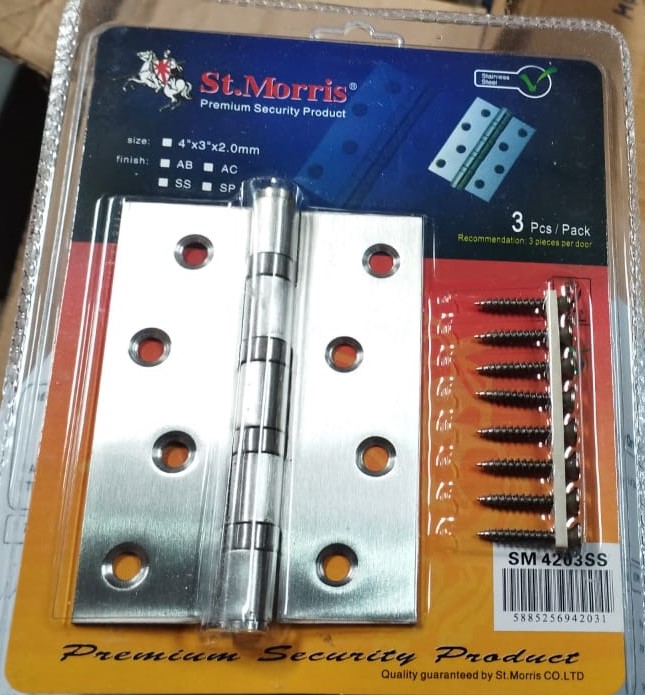 St.Morris®
Premium Security Product
Stainless
Steel
size: 4"x3"x2.0mm
finish: AB AC
SS SP
3 Pcs / Pack
Recommendation: 3 pieces per door
SM 4203SS
5885256942031
Premium Security Product
Quality guaranteed by St.Morris CO.LTD